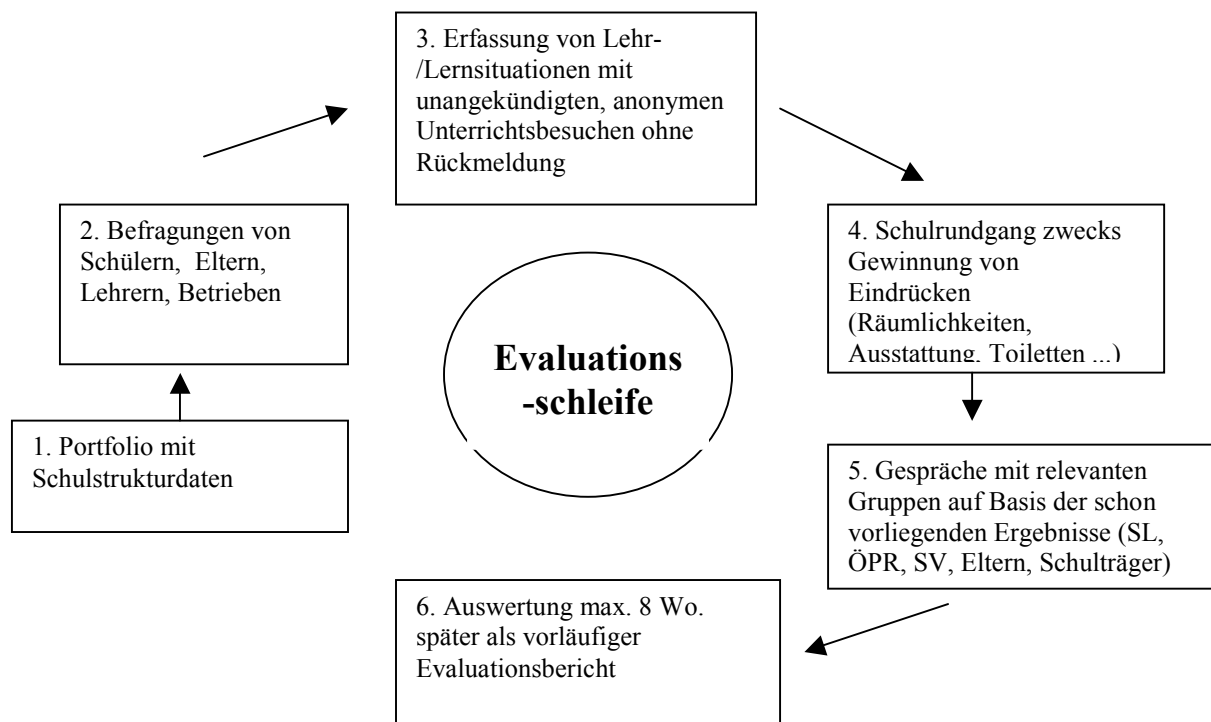 3. Erfassung von Lehr-
/Lernsituationen mit
unangekündigten, anonymen
Unterrichtsbesuchen ohne
Rückmeldung
2. Befragungen von
Schülern, Eltern,
Lehrern, Betrieben
4. Schulrundgang zwecks
Gewinnung von
Eindrücken
(Räumlichkeiten,
Ausstattung, Toiletten ...)
Evaluations
-schleife
1. Portfolio mit
Schulstrukturdaten
5. Gespräche mit relevanten
Gruppen auf Basis der schon
vorliegenden Ergebnisse (SL,
ÖPR, SV, Eltern, Schulträger)
6. Auswertung max. 8 Wo.
später als vorläufiger
Evaluationsbericht